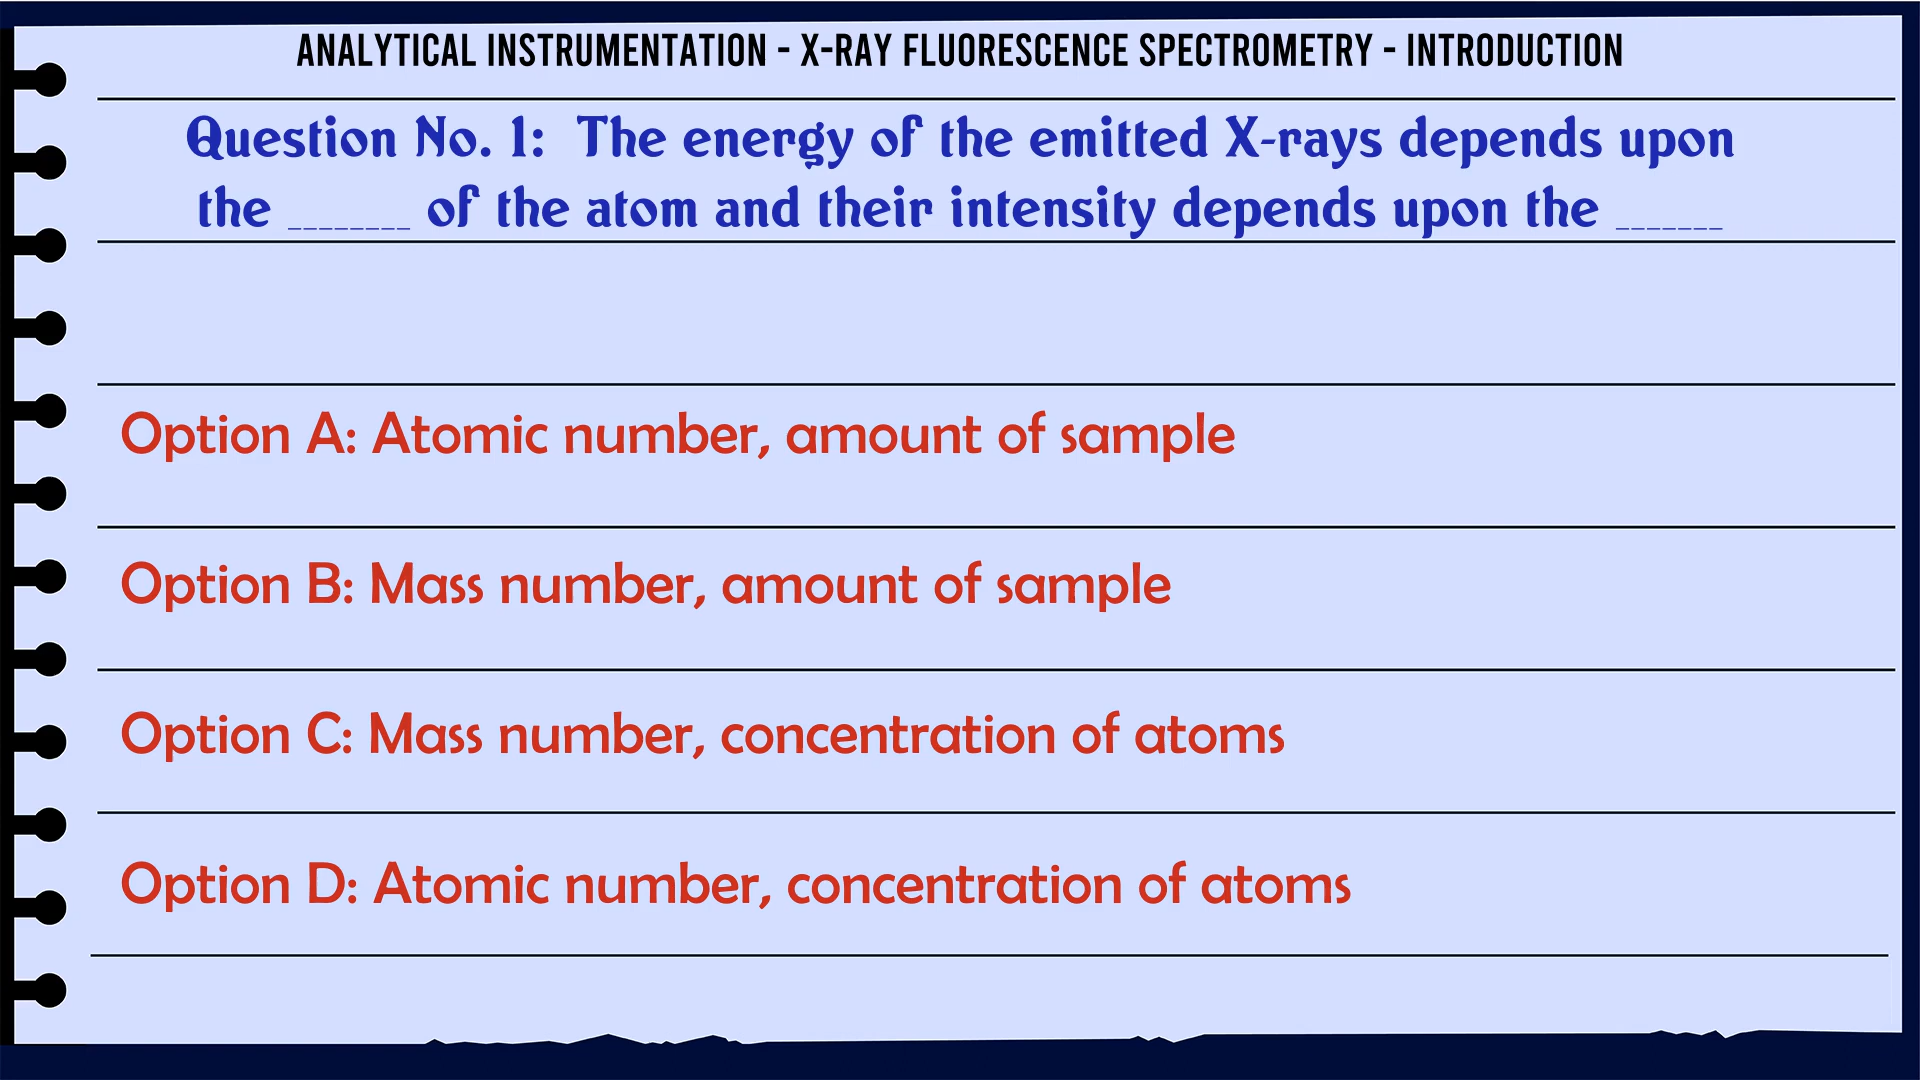 ANALYTICAL INSTRUMENTATION - X-RAY FLUORESCENCE SPECTROMETRY - INTRODUCTION
Question No. 1: The energy of the emitted X-rays depends upon
the ________ of the atom and their intensity depends upon the _______
Option A: Atomic number, amount of sample
Option B: Mass number, amount of sample
Option C: Mass number, concentration of atoms
Option D: Atomic number, concentration of atoms